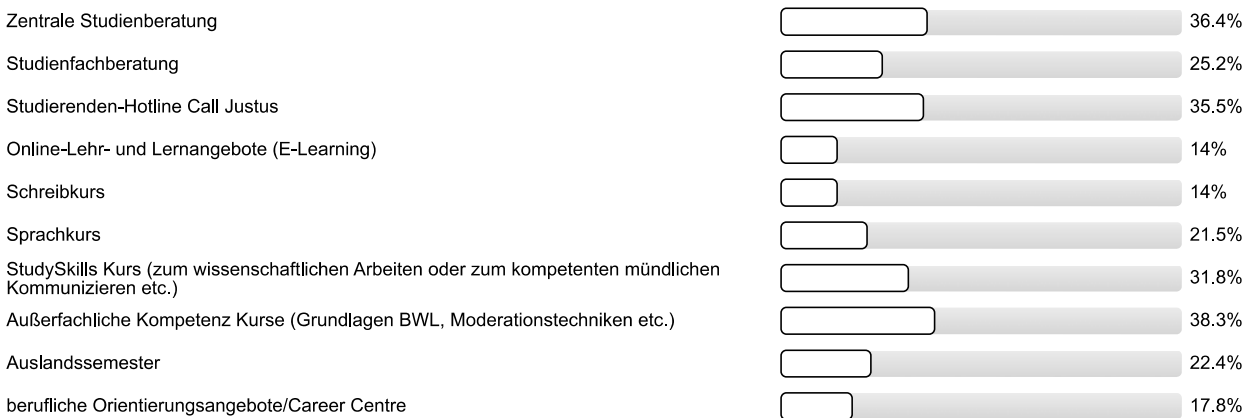 Zentrale Studienberatung 36.4%
Studienfachberatung 25.2%
Studierenden-Hotline Call Justus 35.5%
Online-Lehr- und Lernangebote (E-Learning) 14%
Schreibkurs 14%
Sprachkurs 21.5%
StudySkills Kurs (zum wissenschaftlichen Arbeiten oder zum kompetenten mündlichen
Kommunizieren etc.) 31.8%
Außerfachliche Kompetenz Kurse (Grundlagen BWL, Moderationstechniken etc.) 38.3%
Auslandssemester 22.4%
berufliche Orientierungsangebote/Career Centre 17.8%